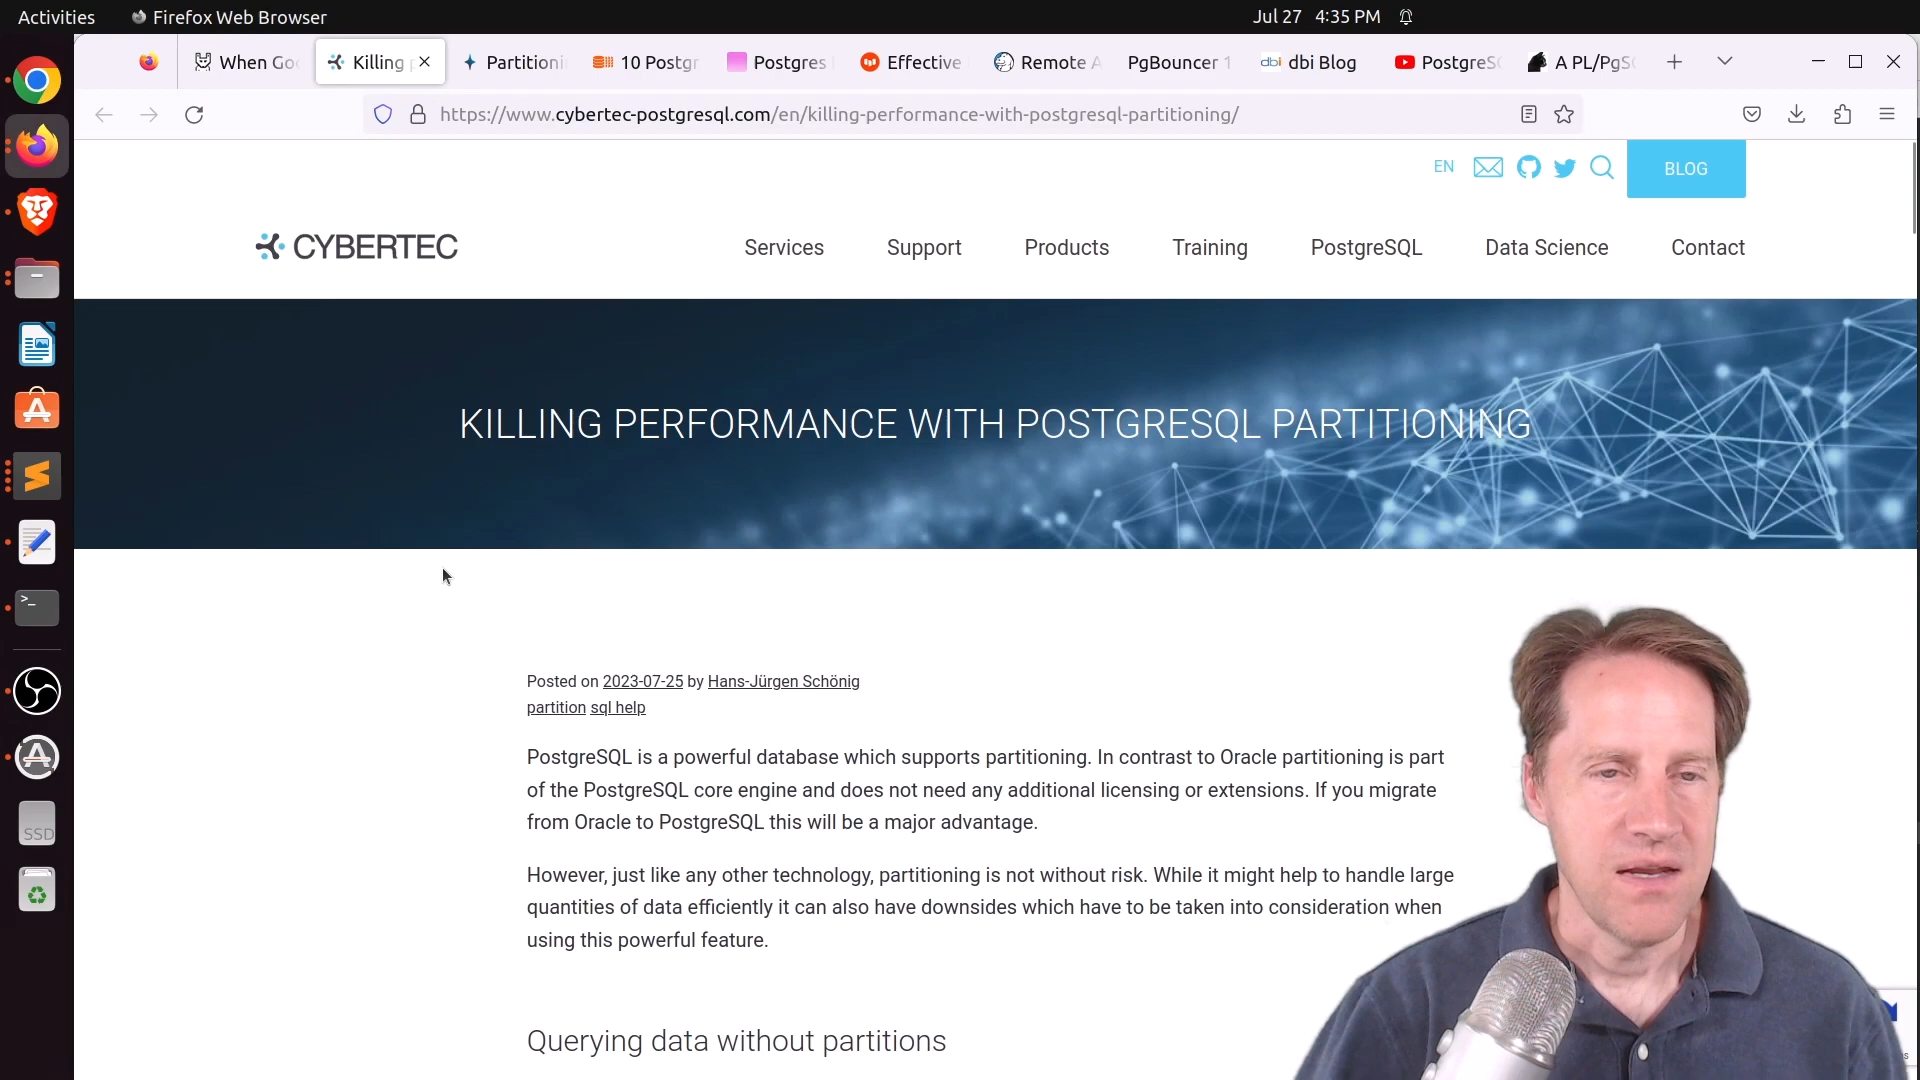 Activities
Firefox Web Browser
Jul 27 4:35 PM
When Goo
Killing p
Partitioni
10 Postgr
Postgres
Effective
Remote A
PgBouncer 1
dbi Blog
PostgreSQ
A PL/PgSQ
https://www.cybertec-postgresql.com/en/killing-performance-with-postgresql-partitioning/
EN
BLOG
CYBERTEC
Services
Support
Products
Training
PostgreSQL
Data Science
Contact
KILLING PERFORMANCE WITH POSTGRESQL PARTITIONING
Posted on 2023-07-25 by Hans-Jürgen Schönig
partition sql help
PostgreSQL is a powerful database which supports partitioning. In contrast to Oracle partitioning is part
of the PostgreSQL core engine and does not need any additional licensing or extensions. If you migrate
from Oracle to PostgreSQL this will be a major advantage.
However, just like any other technology, partitioning is not without risk. While it might help to handle large
quantities of data efficiently it can also have downsides which have to be taken into consideration when
using this powerful feature.
Querying data without partitions
SSD